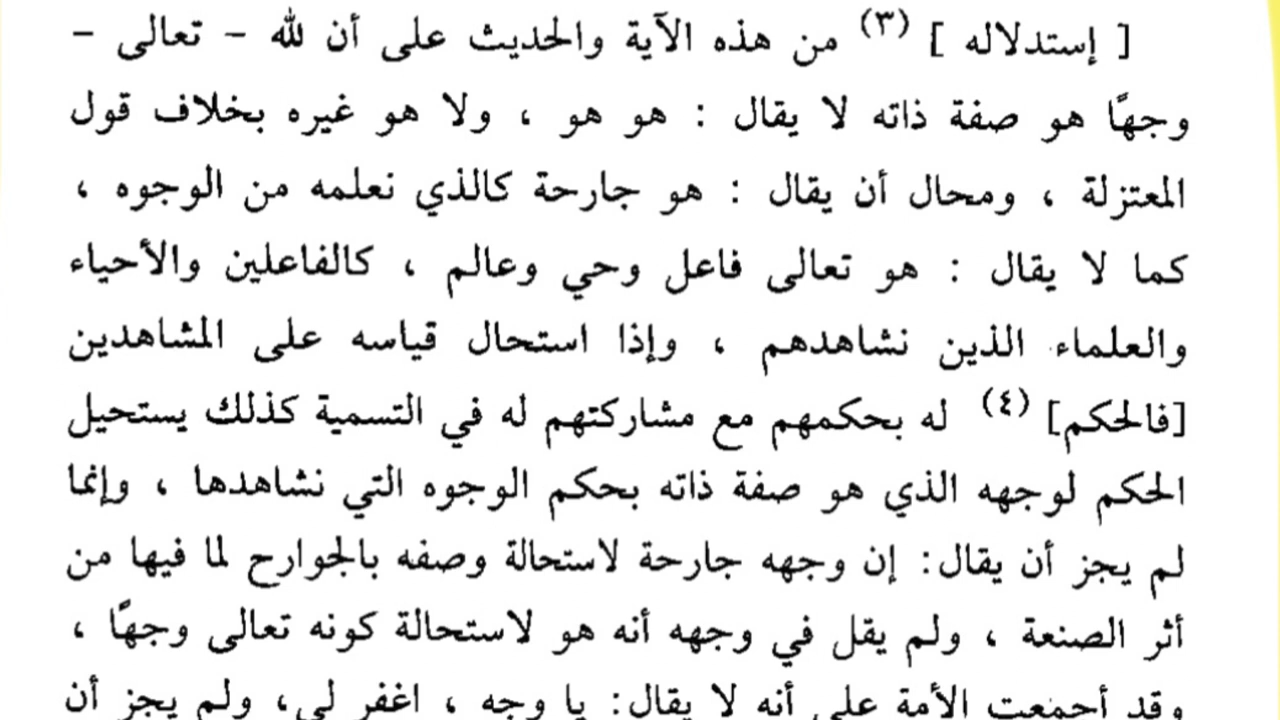 [ إستدلاله ] (٣) من هذه الآية والحديث على أن لله – تعالى –
وجهًا هو صفة ذاته لا يقال : هو هو ، ولا هو غيره بخلاف قول
المعتزلة ، ومحال أن يقال : هو جارحة كالذي نعلمه من الوجوه ،
كما لا يقال : هو تعالى فاعل وحي وعالم ، كالفاعلين والأحياء
والعلماء الذين نشاهدهم ، وإذا استحال قياسه على المشاهدين
[فالحكم] (٤) له بحكمهم مع مشاركتهم له في التسمية كذلك يستحيل
الحكم لوجهه الذي هو صفة ذاته بحكم الوجوه التي نشاهدها ، وإنما
لم يجز أن يقال: إن وجهه جارحة لاستحالة وصفه بالجوارح لما فيها من
أثر الصنعة ، ولم يقل في وجهه أنه هو لاستحالة كونه تعالى وجهًا ،
وقد أجمعت الأمة على أنه لا يقال: يا وجه ، اغفر لي، ولم يجز أن